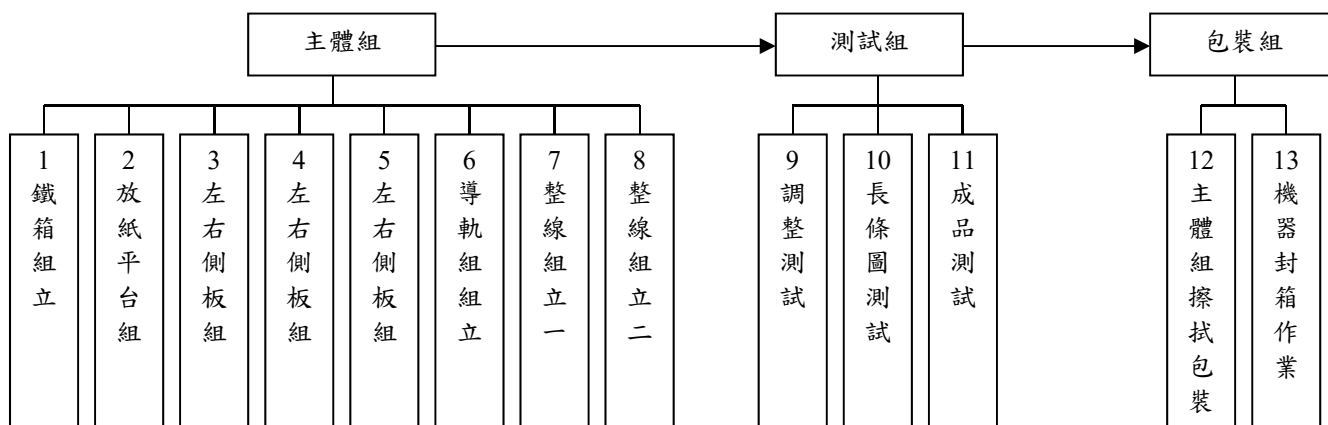 主體組
測試組
包裝組
1
鐵箱組立
2
放紙平台組
3
左右側板組
4
左右側板組
5
左右側板組
6
導軌組立
7
整線組立一
8
整線組立二
9
調整測試
10
長條圖測試
11
成品測試
12
主體組擦拭包裝
13
機器封箱作業